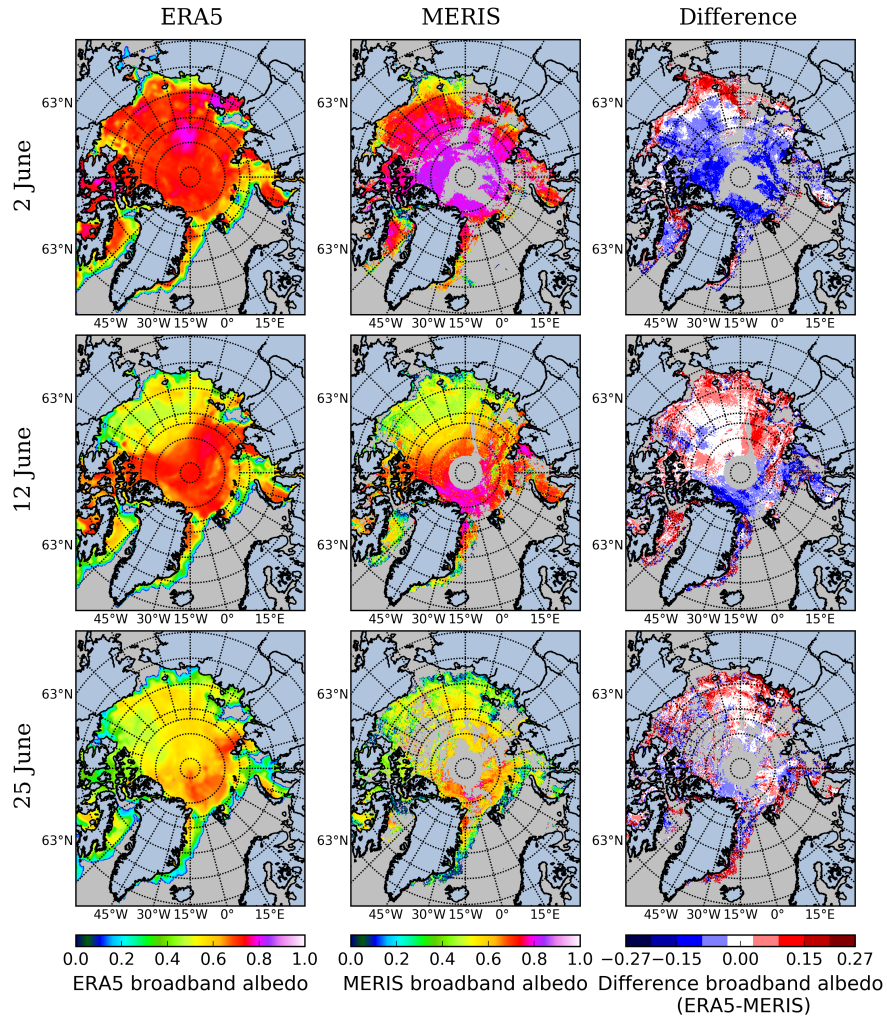 ERA5 MERIS Difference
2 June
63°N 63°N 63°N
63°N 63°N 63°N
45°W 30°W 15°W 0° 15°E 45°W 30°W 15°W 0° 15°E 45°W 30°W 15°W 0° 15°E
12 June
63°N 63°N 63°N
63°N 63°N 63°N
45°W 30°W 15°W 0° 15°E 45°W 30°W 15°W 0° 15°E 45°W 30°W 15°W 0° 15°E
25 June
63°N 63°N 63°N
63°N 63°N 63°N
45°W 30°W 15°W 0° 15°E 45°W 30°W 15°W 0° 15°E 45°W 30°W 15°W 0° 15°E
0.0 0.2 0.4 0.6 0.8 1.0 0.0 0.2 0.4 0.6 0.8 1.0 −0.27 −0.15 0.00 0.15 0.27
ERA5 broadband albedo MERIS broadband albedo Difference broadband albedo
(ERA5-MERIS)